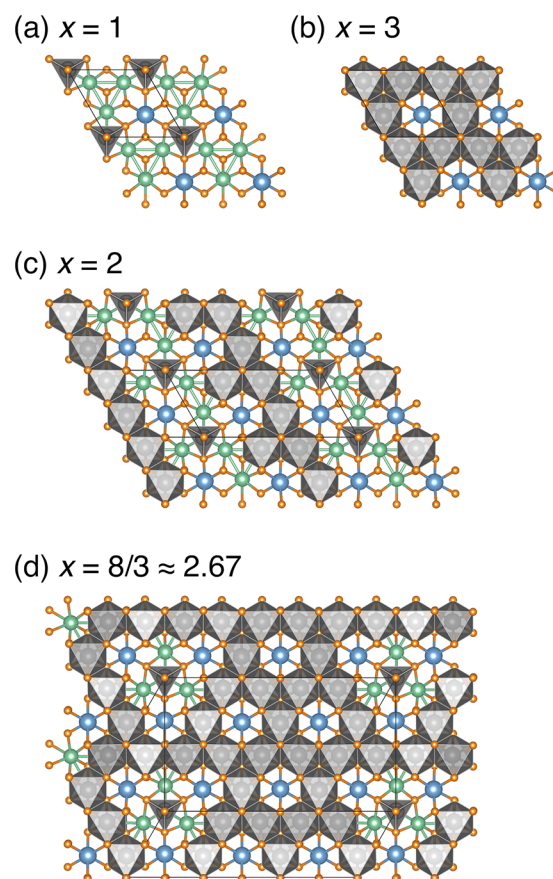 (a) x = 1
(b) x = 3
(c) x = 2
(d) x = 8/3 ≈ 2.67